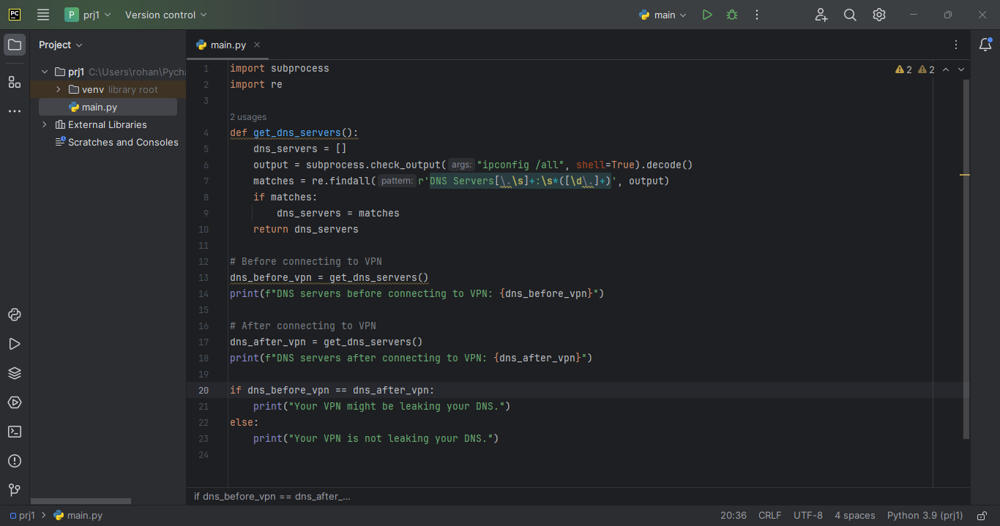 PC P prj1 Version control main
Project
main.py
prj1 C:\Users\rohan\Pycha
venv library root
main.py
External Libraries
Scratches and Consoles
2 2
1 import subprocess
2 import re
3
2 usages
4 def get_dns_servers():
5     dns_servers = []
6     output = subprocess.check_output( args: "ipconfig /all", shell=True).decode()
7     matches = re.findall( pattern: r'DNS Servers[\.\s]+:\s*([\d\.]+)', output)
8     if matches:
9         dns_servers = matches
10     return dns_servers
11
12 # Before connecting to VPN
13 dns_before_vpn = get_dns_servers()
14 print(f"DNS servers before connecting to VPN: {dns_before_vpn}")
15
16 # After connecting to VPN
17 dns_after_vpn = get_dns_servers()
18 print(f"DNS servers after connecting to VPN: {dns_after_vpn}")
19
20 if dns_before_vpn == dns_after_vpn:
21     print("Your VPN might be leaking your DNS.")
22 else:
23     print("Your VPN is not leaking your DNS.")
24
if dns_before_vpn == dns_after_...
prj1 > main.py 20:36 CRLF UTF-8 4 spaces Python 3.9 (prj1)